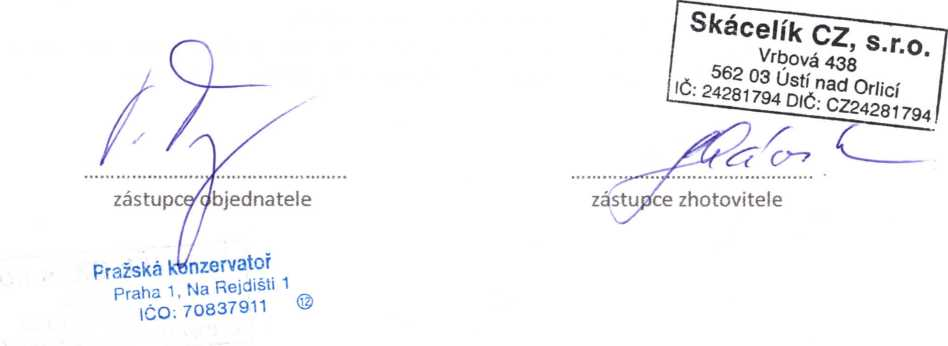 Skácelík CZ, s.r.o.
Vrbová 438
562 03 Ústí nad Orlicí
IČ: 24281794 DIČ: CZ24281794
zástupce objednatele
zástupce zhotovitele
Pražská konzervatoř
Praha 1, Na Rejdišti 1
IČO: 70837911
12